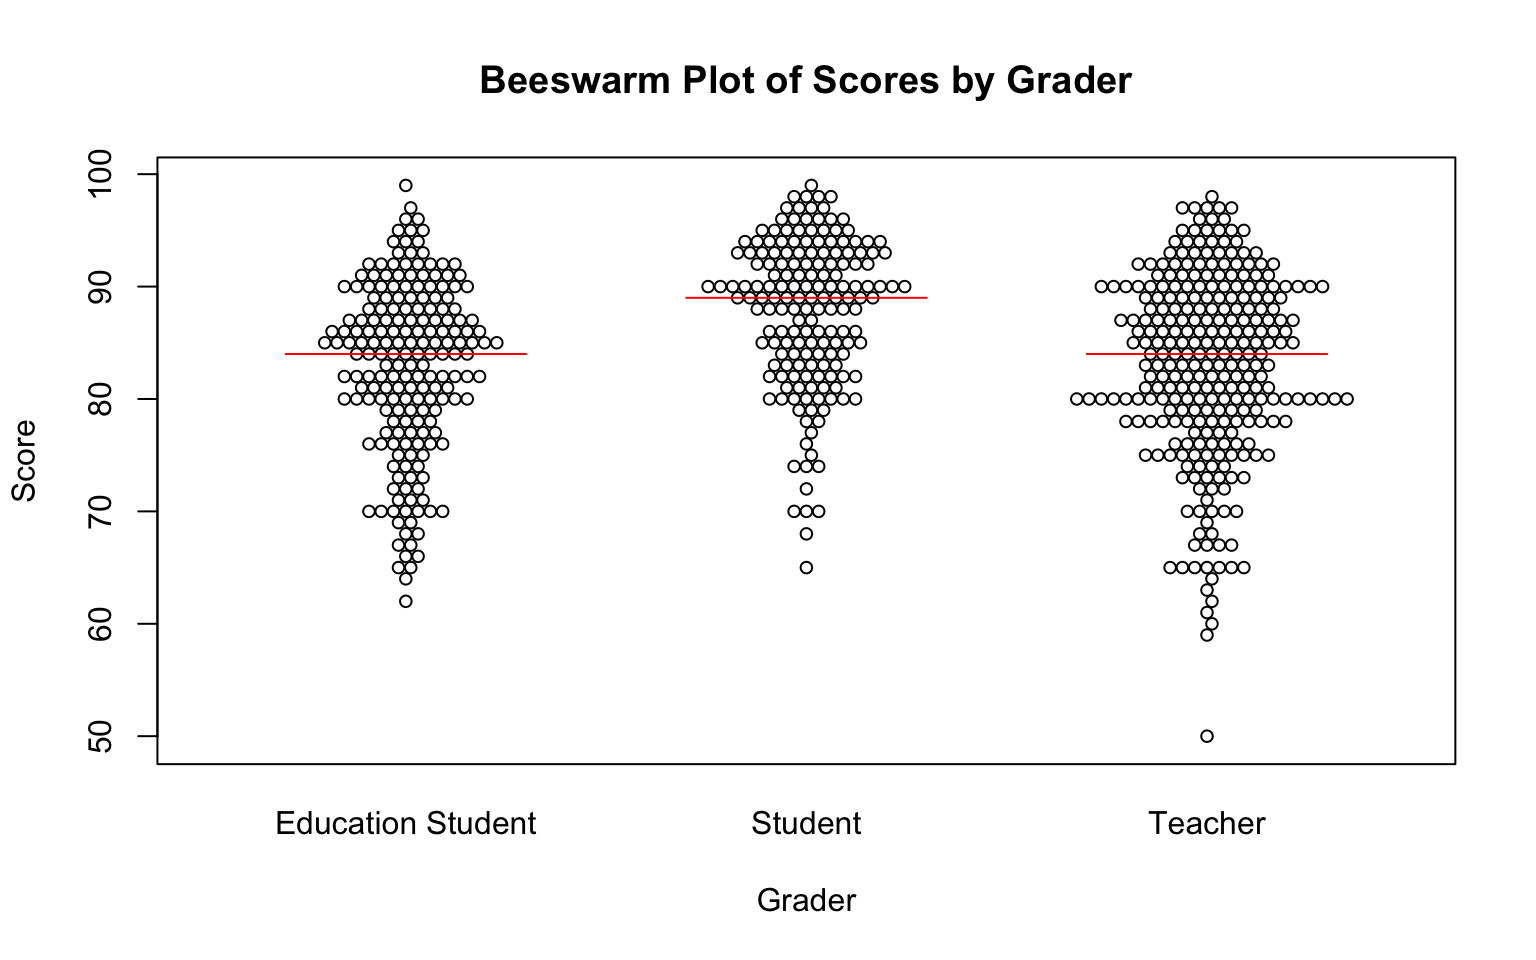 Beeswarm Plot of Scores by Grader
100
90
80
70
60
50
Score
Education Student
Student
Teacher
Grader